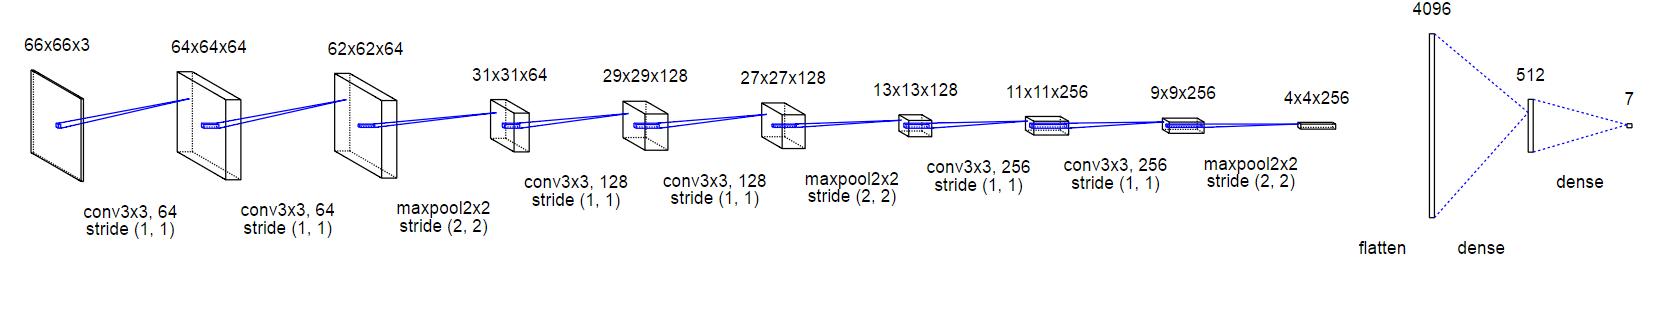 66x66x3
64x64x64
62x62x64
31x31x64
29x29x128
27x27x128
13x13x128
11x11x256
9x9x256
4x4x256
4096
512
7
conv3x3, 64
stride (1, 1)
conv3x3, 64
stride (1, 1)
maxpool2x2
stride (2, 2)
conv3x3, 128
stride (1, 1)
conv3x3, 128
stride (1, 1)
maxpool2x2
stride (2, 2)
conv3x3, 256
stride (1, 1)
conv3x3, 256
stride (1, 1)
maxpool2x2
stride (2, 2)
flatten
dense
dense